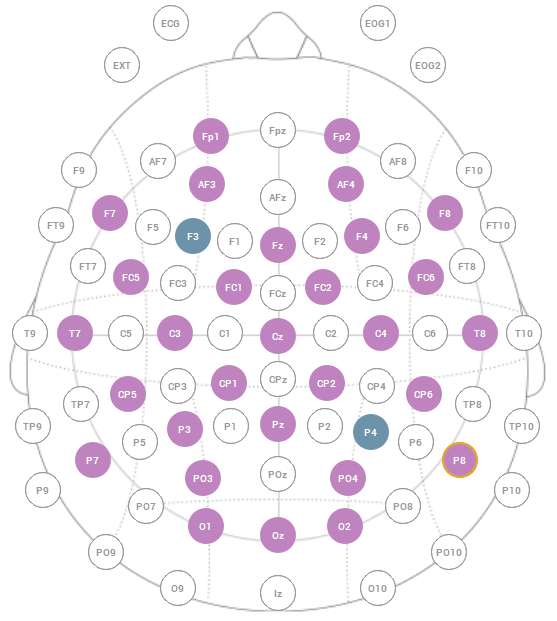 ECG EOG1
EXT EOG2
Fp1 Fpz Fp2
AF7 AF8
F9 F10
AF3 AF4
AFz
F7 F8
FT9 F5 F6 FT10
F3 F1 F2 F4
Fz
FT7 FT8
FC5 FC6
FC3 FC4
FC1 FCz FC2
T9 T7 C5 C3 C1 Cz C2 C4 C6 T8 T10
CP3 CP1 CPz CP2 CP4
CP5 CP6
TP7 TP8
TP9 P3 P1 Pz P2 P4 TP10
P5 P6
P7 P8
PO3 POz PO4
P9 P10
PO7 PO8
O1 Oz O2
PO9 PO10
O9 Iz O10